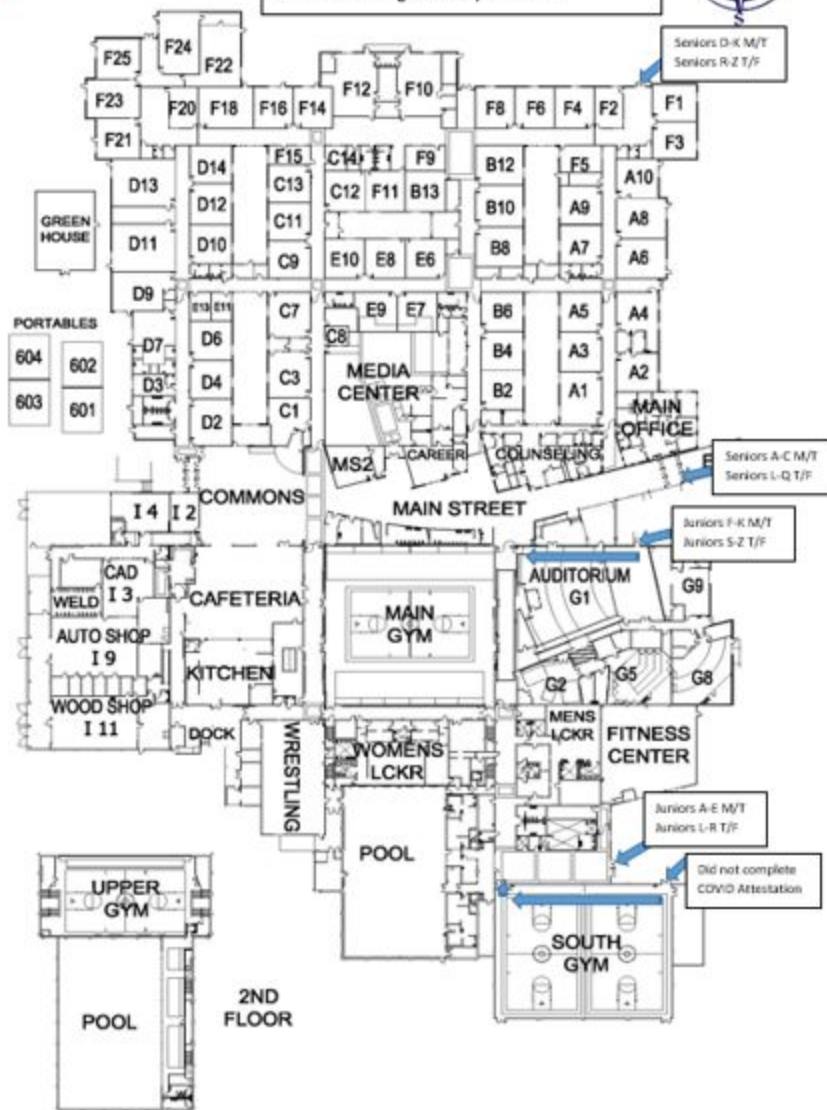 S
Seniors D-K M/T
Seniors R-Z T/F
F25
F24
F22
F23
F20
F18
F16
F14
F12
F10
F8
F6
F4
F2
F1
F21
F3
D13
D14
F15
C14
F9
B12
F5
A10
C13
C12
F11
B13
D12
B10
A9
A8
GREEN
HOUSE
D11
C11
D10
C9
E10
E8
E6
B8
A7
A6
D9
E13
E11
C7
E9
E7
B6
A5
A4
PORTABLES
604
602
603
601
D7
D6
C8
B4
A3
D3
D4
C3
MEDIA
CENTER
B2
A1
A2
D2
C1
MAIN
OFFICE
MS2
CAREER
COUNSELING
Seniors A-C M/T
Seniors L-Q T/F
COMMONS
MAIN STREET
I 4
I 2
Juniors F-K M/T
Juniors S-Z T/F
CAD
I 3
WELD
CAFETERIA
MAIN
GYM
AUDITORIUM
G1
G9
AUTO SHOP
I 9
KITCHEN
G2
G5
G8
WOOD SHOP
I 11
DOCK
WRESTLING
WOMENS
LCKR
MENS
LCKR
FITNESS
CENTER
POOL
Juniors A-E M/T
Juniors L-R T/F
Did not complete
COVID Attestation
UPPER
GYM
SOUTH
GYM
POOL
2ND
FLOOR